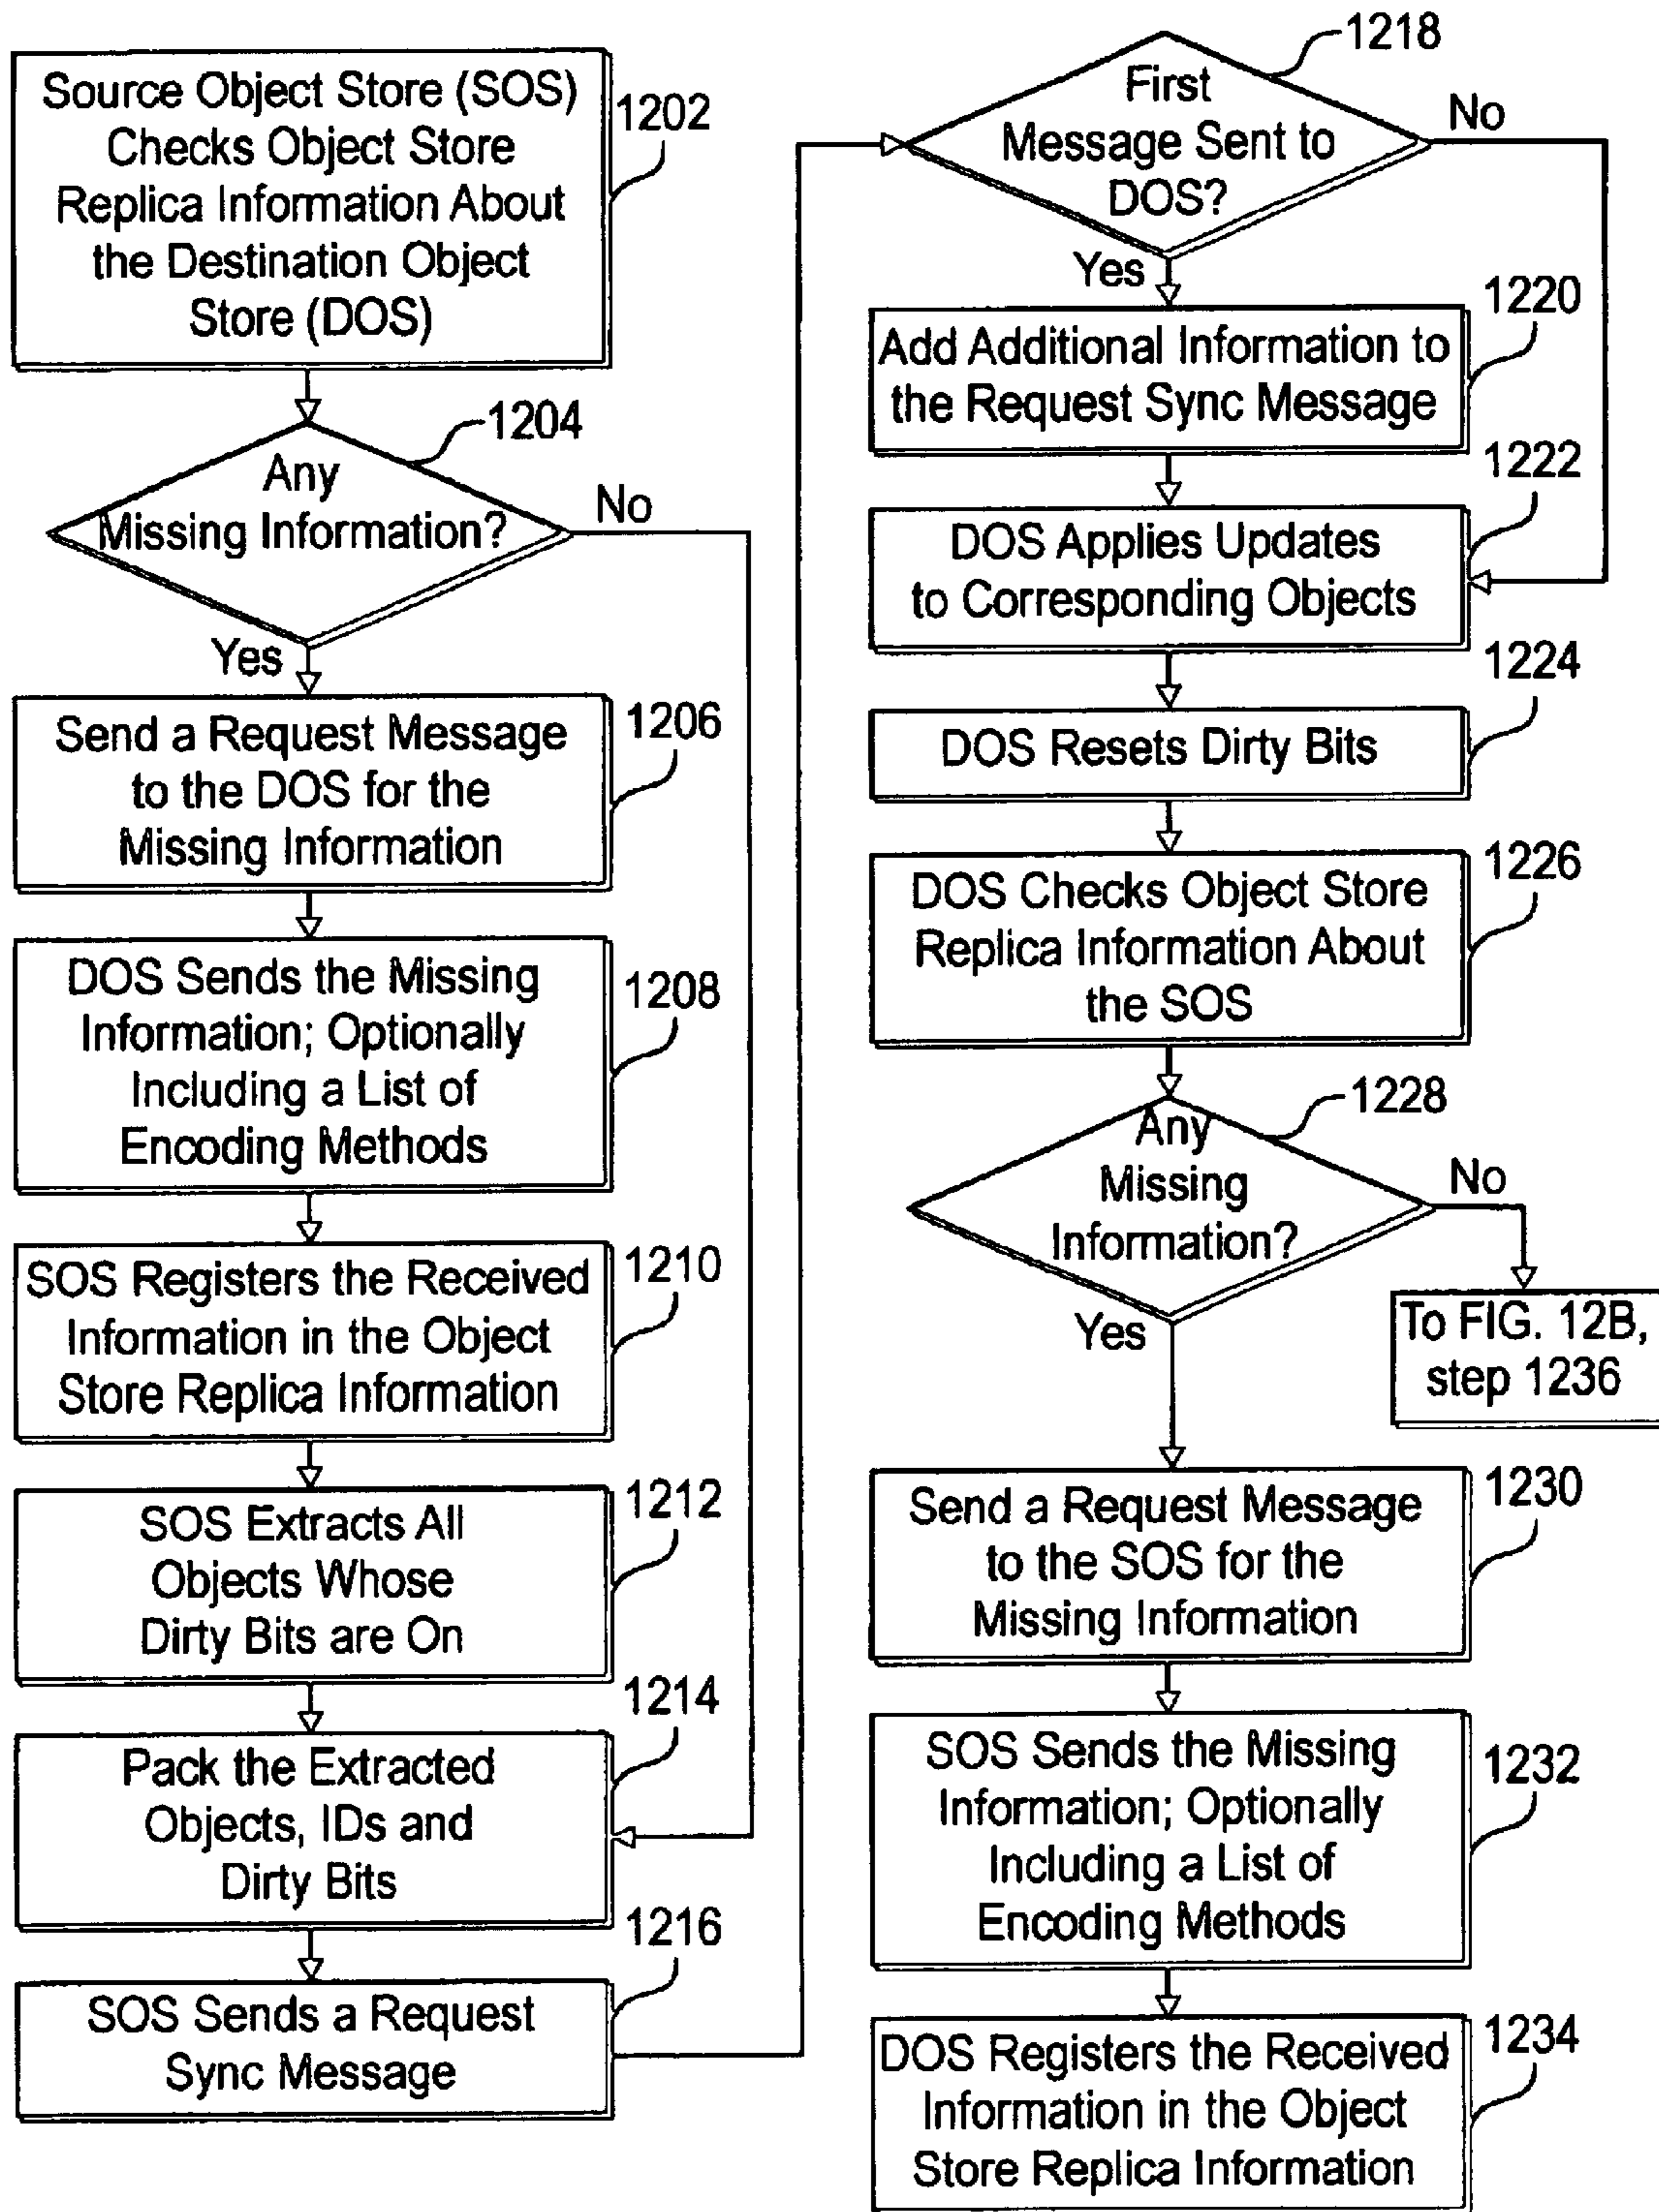 Source Object Store (SOS)
Checks Object Store
Replica Information About
the Destination Object
Store (DOS)
1202
1204
Any
Missing Information?
No
Yes
Send a Request Message
to the DOS for the
Missing Information
1206
DOS Sends the Missing
Information; Optionally
Including a List of
Encoding Methods
1208
SOS Registers the Received
Information in the Object
Store Replica Information
1210
SOS Extracts All
Objects Whose
Dirty Bits are On
1212
Pack the Extracted
Objects, IDs and
Dirty Bits
1214
SOS Sends a Request
Sync Message
1216
1218
First
Message Sent to
DOS?
No
Yes
Add Additional Information to
the Request Sync Message
1220
DOS Applies Updates
to Corresponding Objects
1222
DOS Resets Dirty Bits
1224
DOS Checks Object Store
Replica Information About
the SOS
1226
1228
Any
Missing
Information?
No
Yes
To FIG. 12B,
step 1236
Send a Request Message
to the SOS for the
Missing Information
1230
SOS Sends the Missing
Information; Optionally
Including a List of
Encoding Methods
1232
DOS Registers the Received
Information in the Object
Store Replica Information
1234